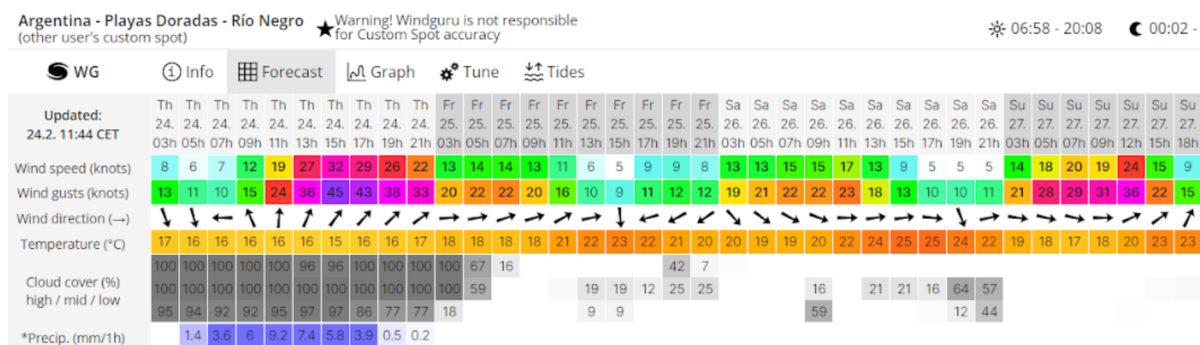 Argentina - Playas Doradas - Río Negro
(other user's custom spot)
Warning! Windguru is not responsible
for Custom Spot accuracy
06:58 - 20:08 00:02 -
WG Info Forecast Graph Tune Tides
Updated:
24.2. 11:44 CET
Th Th Th Th Th Th Th Th Th Th Fr Fr Fr Fr Fr Fr Fr Fr Fr Fr Sa Sa Sa Sa Sa Sa Sa Sa Sa Sa Su Su Su Su Su Su Su
24. 24. 24. 24. 24. 24. 24. 24. 24. 24. 25. 25. 25. 25. 25. 25. 25. 25. 25. 25. 26. 26. 26. 26. 26. 26. 26. 26. 26. 26. 27. 27. 27. 27. 27. 27. 27.
03h 05h 07h 09h 11h 13h 15h 17h 19h 21h 03h 05h 07h 09h 11h 13h 15h 17h 19h 21h 03h 05h 07h 09h 11h 13h 15h 17h 19h 21h 03h 05h 07h 09h 12h 15h 18h
Wind speed (knots) 8 6 7 12 19 27 32 29 26 22 13 14 14 13 11 6 5 9 9 8 13 13 15 15 17 13 9 5 5 5 14 18 20 19 24 15 9
Wind gusts (knots) 13 11 10 15 24 36 45 43 38 33 20 22 22 20 16 10 9 11 12 12 19 21 22 22 23 18 13 10 10 11 21 28 29 31 36 22 15
Wind direction (→)
Temperature (°C) 17 16 16 16 16 16 15 16 16 17 18 18 18 18 21 22 23 22 21 20 20 19 19 20 22 24 25 25 24 22 19 18 17 18 20 23 23
Cloud cover (%)
high / mid / low
100 100 100 100 100 96 96 100 100 100 100 67 16 42 7
100 100 100 100 100 100 100 100 100 100 100 59 19 19 12 25 25 16 21 21 16 64 57
95 94 92 92 95 97 97 86 77 77 18 9 9 59 12 44
*Precip. (mm/1h) 1.4 3.6 6 9.2 7.4 5.8 3.9 0.5 0.2